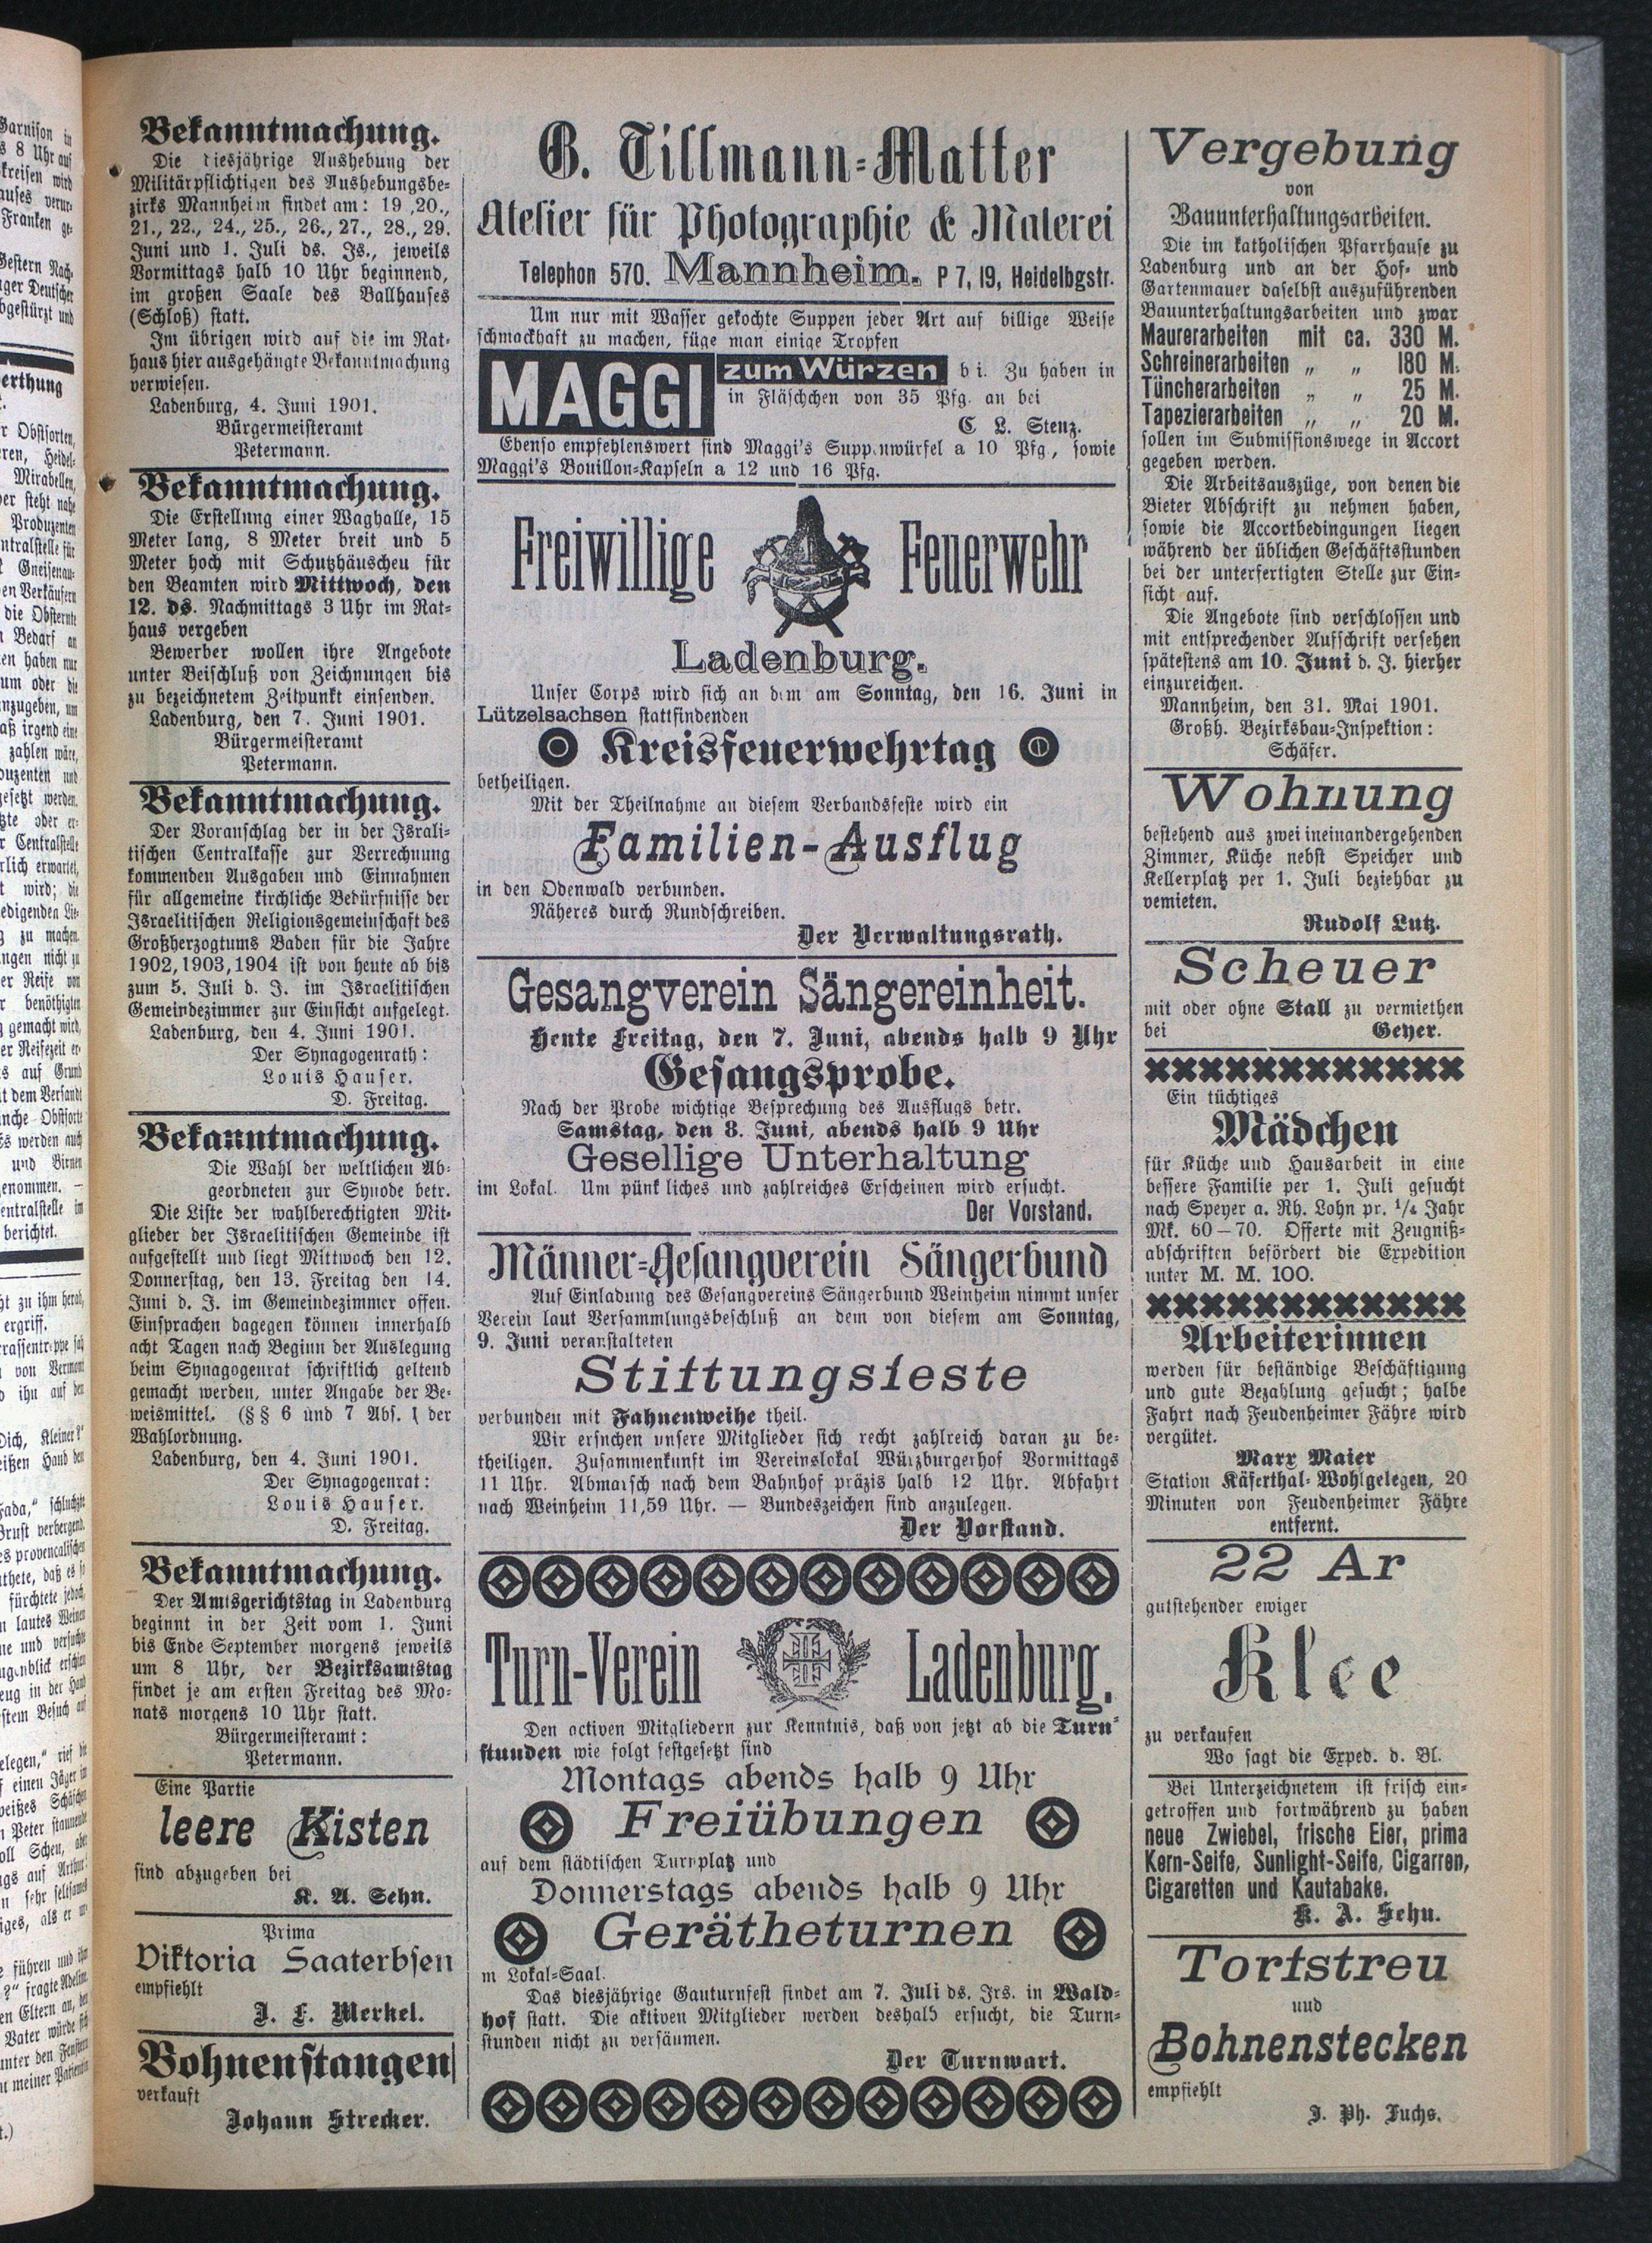 Bekanntmachung.
Die diesjährige Aushebung der
Militärpflichtigen des Aushebungsbe-
zirks Mannheim findet am: 19 ,20.,
21., 22., 24., 25., 26., 27., 28., 29.
Juni und 1. Juli ds. Js., jeweils
Vormittags halb 10 Uhr beginnend,
im großen Saale des Ballhauses
(Schloß) statt.
Im übrigen wird auf die im Rat-
haus hier ausgehängte Bekanntmachung
verwiesen.
Ladenburg, 4. Juni 1901.
Bürgermeisteramt
Petermann.
Bekanntmachung.
Die Erstellung einer Waghalle, 15
Meter lang, 8 Meter breit und 5
Meter hoch mit Schutzhäuschen für
den Beamten wird Mittwoch, den
12. ds. Nachmittags 3 Uhr im Rat-
haus vergeben
Bewerber wollen ihre Angebote
unter Beischluß von Zeichnungen bis
zu bezeichnetem Zeitpunkt einsenden.
Ladenburg, den 7. Juni 1901.
Bürgermeisteramt
Petermann.
Bekanntmachung.
Der Voranschlag der in der Israli-
tischen Centralkasse zur Verrechnung
kommenden Ausgaben und Einnahmen
für allgemeine kirchliche Bedürfnisse der
Israelitischen Religionsgemeinschaft des
Großherzogtums Baden für die Jahre
1902, 1903, 1904 ist von heute ab bis
zum 5. Juli d. J. im Israelitischen
Gemeindezimmer zur Einsicht aufgelegt.
Ladenburg, den 4. Juni 1901.
Der Synagogenrath:
Louis Hauser.
D. Freitag.
Bekanntmachung.
Die Wahl der weltlichen Ab-
geordneten zur Synode betr.
Die Liste der wahlberechtigten Mit-
glieder der Israelitischen Gemeinde ist
aufgestellt und liegt Mittwoch den 12.
Donnerstag, den 13. Freitag den 14.
Juni d. J. im Gemeindezimmer offen.
Einsprachen dagegen können innerhalb
acht Tagen nach Beginn der Auslegung
beim Synagogenrat schriftlich geltend
gemacht werden, unter Angabe der Be-
weismittel. (§ § 6 und 7 Abs. 1 der
Wahlordnung.
Ladenburg, den 4. Juni 1901.
Der Synagogenrat:
Louis Hauser.
D. Freitag.
Bekanntmachung.
Der Amtsgerichtstag in Ladenburg
beginnt in der Zeit vom 1. Juni
bis Ende September morgens jeweils
um 8 Uhr, der Bezirksamtstag
findet je am ersten Freitag des Mo-
nats morgens 10 Uhr statt.
Bürgermeisteramt:
Petermann.
Eine Partie
leere Kisten
sind abzugeben bei
K. A. Sehn.
Prima
Viktoria Saaterbsen
empfiehlt
J. F. Merkel.
Bohnenstangen
verkauft
Johann Strecker.
G. Tillmann-Matter
Atelier für Photographie & Malerei
Telephon 570. Mannheim. P 7, 19, Heidelbgstr.
Um nur mit Wasser gekochte Suppen jeder Art auf billige Weise
schmackhaft zu machen, füge man einige Tropfen
MAGGI zum Würzen b i. Zu haben in
in Fläschchen von 35 Pfg. an bei
C. L. Stenz.
Ebenso empfehlenswert sind Maggi's Supp.nwürfel a 10 Pfg., sowie
Maggi's Bouillon-Kapseln a 12 und 16 Pfg.
Freiwillige Feuerwehr
Ladenburg.
Unser Corps wird sich an dem am Sonntag, den 16. Juni in
Lützelsachsen stattfindenden
Kreisfeuerwehrtag
betheiligen.
Mit der Theilnahme an diesem Verbandsfeste wird ein
Familien-Ausflug
in den Odenwald verbunden.
Näheres durch Rundschreiben.
Der Verwaltungsrath.
Gesangverein Sängereinheit.
Heute Freitag, den 7. Juni, abends halb 9 Uhr
Gesangsprobe.
Nach der Probe wichtige Besprechung des Ausflugs betr.
Samstag, den 8. Juni, abends halb 9 Uhr
Gesellige Unterhaltung
im Lokal. Um pünktliches und zahlreiches Erscheinen wird ersucht.
Der Vorstand.
Männer-Gesangverein Sängerbund
Auf Einladung des Gesangvereins Sängerbund Weinheim nimmt unser
Verein laut Versammlungsbeschluß an dem von diesem am Sonntag,
9. Juni veranstalteten
Stiftungsfeste
verbunden mit Fahnenweihe theil.
Wir ersuchen unsere Mitglieder sich recht zahlreich daran zu be-
theiligen. Zusammenkunft im Vereinslokal Würzburgerhof Vormittags
11 Uhr. Abmarsch nach dem Bahnhof präzis halb 12 Uhr. Abfahrt
nach Weinheim 11,59 Uhr. — Bundeszeichen sind anzulegen.
Der Vorstand.
Turn-Verein Ladenburg.
Den activen Mitgliedern zur Kenntnis, daß von jetzt ab die Turn-
stunden wie folgt festgesetzt sind
Montags abends halb 9 Uhr
Freiübungen
auf dem städtischen Turnplatz und
Donnerstags abends halb 9 Uhr
Gerätheturnen
m Lokal-Saal.
Das diesjährige Gauturnfest findet am 7. Juli ds. Jrs. in Wald-
hof statt. Die aktiven Mitglieder werden deshalb ersucht, die Turn-
stunden nicht zu versäumen.
Der Turnwart.
Vergebung
von
Bauunterhaltungsarbeiten.
Die im katholischen Pfarrhause zu
Ladenburg und an der Hof- und
Gartenmauer daselbst auszuführenden
Bauunterhaltungsarbeiten und zwar
Maurerarbeiten mit ca. 330 M.
Schreinerarbeiten „ „ 180 M.
Tüncherarbeiten „ „ 25 M.
Tapezierarbeiten „ „ 20 M.
sollen im Submissionswege in Accort
gegeben werden.
Die Arbeitsauszüge, von denen die
Bieter Abschrift zu nehmen haben,
sowie die Accortbedingungen liegen
während der üblichen Geschäftsstunden
bei der unterfertigten Stelle zur Ein-
sicht auf.
Die Angebote sind verschlossen und
mit entsprechender Aufschrift versehen
spätestens am 10. Juni d. J. hierher
einzureichen.
Mannheim, den 31. Mai 1901.
Großh. Bezirksbau-Inspektion:
Schäfer.
Wohnung
bestehend aus zwei ineinandergehenden
Zimmer, Küche nebst Speicher und
Kellerplatz per 1. Juli beziehbar zu
vemieten.
Rudolf Lutz.
Scheuer
mit oder ohne Stall zu vermiethen
bei Geyer.
Ein tüchtiges
Mädchen
für Küche und Hausarbeit in eine
bessere Familie per 1. Juli gesucht
nach Speyer a. Rh. Lohn pr. ¼ Jahr
Mk. 60—70. Offerte mit Zeugniß-
abschriften befördert die Expedition
unter M. M. 100.
Arbeiterinnen
werden für beständige Beschäftigung
und gute Bezahlung gesucht; halbe
Fahrt nach Feudenheimer Fähre wird
vergütet.
Marx Maier
Station Käferthal-Wohlgelegen, 20
Minuten von Feudenheimer Fähre
entfernt.
22 Ar
gutstehender ewiger
Klee
zu verkaufen
Wo sagt die Exped. d. Bl.
Bei Unterzeichnetem ist frisch ein-
getroffen und fortwährend zu haben
neue Zwiebel, frische Eier, prima
Kern-Seife, Sunlight-Seife, Cigarren,
Cigaretten und Kautabake.
K. A. Sehn.
Torfstreu
und
Bohnenstecken
empfiehlt
J. Ph. Fuchs.